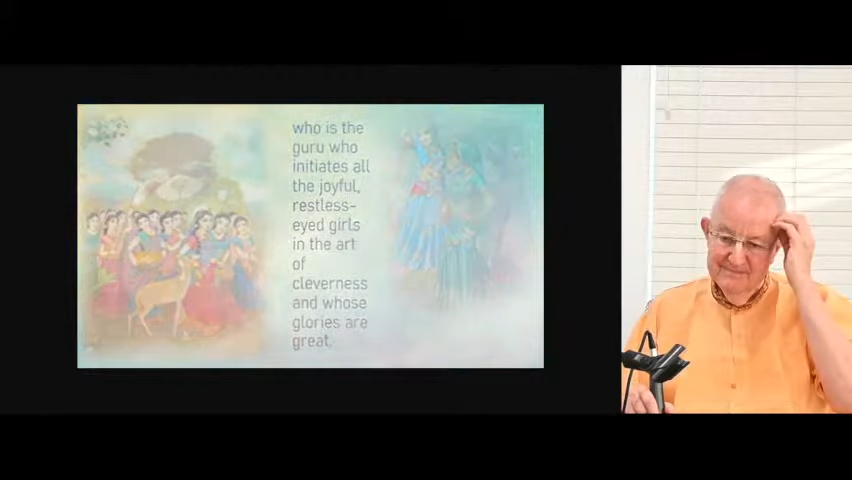 who is the
guru who
initiates all
the joyful,
restless-
eyed girls
in the art
of
cleverness
and whose
glories are
great.